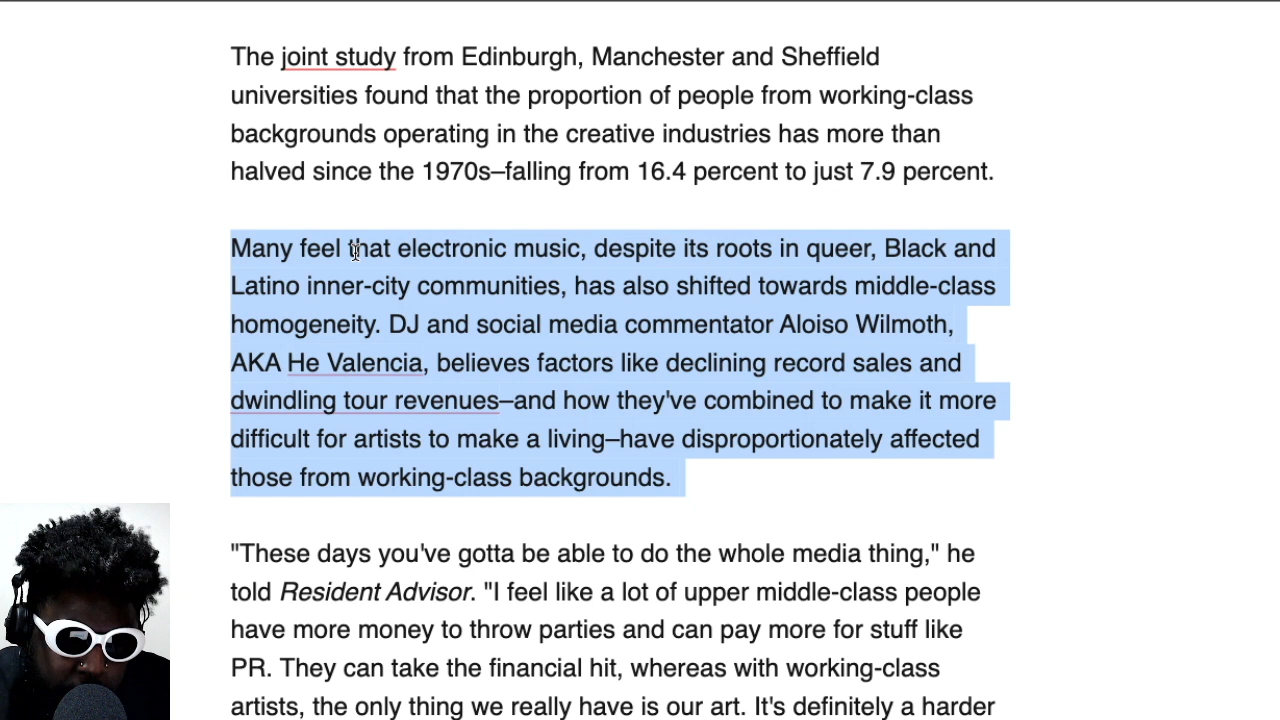 The joint study from Edinburgh, Manchester and Sheffield
universities found that the proportion of people from working-class
backgrounds operating in the creative industries has more than
halved since the 1970s–falling from 16.4 percent to just 7.9 percent.
Many feel that electronic music, despite its roots in queer, Black and
Latino inner-city communities, has also shifted towards middle-class
homogeneity. DJ and social media commentator Aloiso Wilmoth,
AKA He Valencia, believes factors like declining record sales and
dwindling tour revenues–and how they've combined to make it more
difficult for artists to make a living–have disproportionately affected
those from working-class backgrounds.
"These days you've gotta be able to do the whole media thing," he
told Resident Advisor. "I feel like a lot of upper middle-class people
have more money to throw parties and can pay more for stuff like
PR. They can take the financial hit, whereas with working-class
artists, the only thing we really have is our art. It's definitely a harder